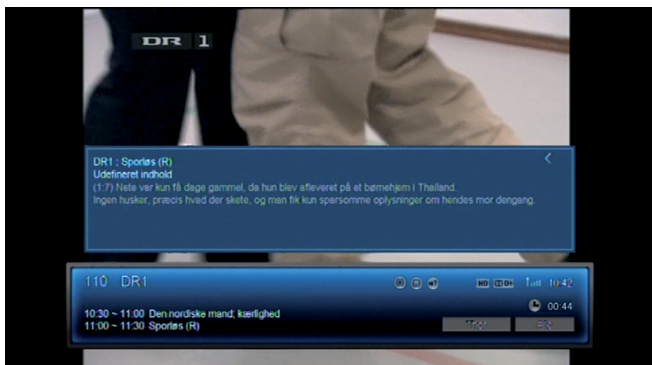 DR 1
DR1 : Sporløs (R)
Udefineret indhold
(1:7) Nete var kun få dage gammel, da hun blev afleveret på et børnehjem i Thailand.
Ingen husker, præcis hvad der skete, og man fik kun sparsomme oplysninger om hendes mor dengang.
110 DR1
HD
10:42
00:44
10:30 ~ 11:00 Den nordiske mand; kærlighed
11:00 ~ 11:30 Sporløs (R)